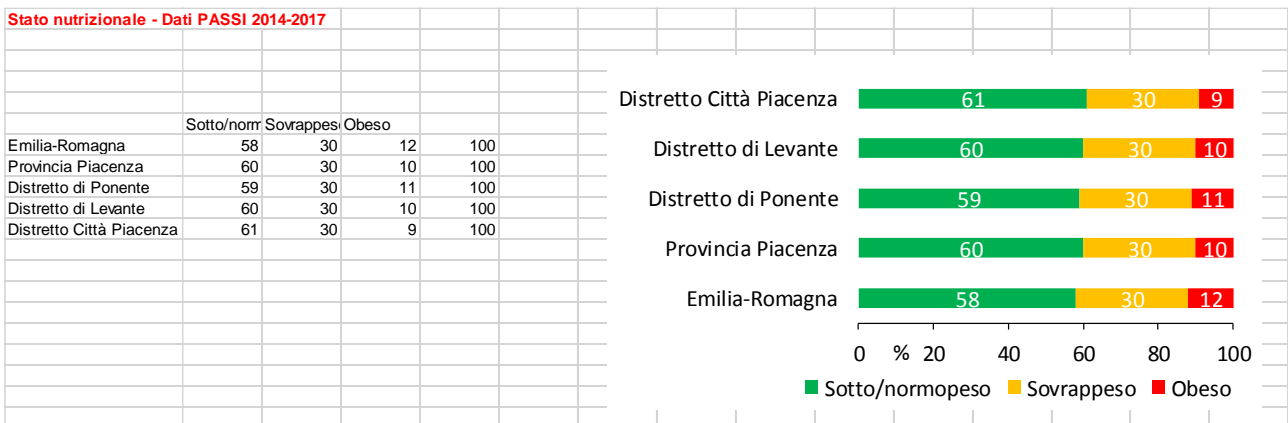 Stato nutrizionale - Dati PASSI 2014-2017
Sotto/norm Sovrappes Obeso
Emilia-Romagna 58 30 12 100
Provincia Piacenza 60 30 10 100
Distretto di Ponente 59 30 11 100
Distretto di Levante 60 30 10 100
Distretto Città Piacenza 61 30 9 100
Distretto Città Piacenza 61 30 9
Distretto di Levante 60 30 10
Distretto di Ponente 59 30 11
Provincia Piacenza 60 30 10
Emilia-Romagna 58 30 12
0 % 20 40 60 80 100
Sotto/normopeso Sovrappeso Obeso